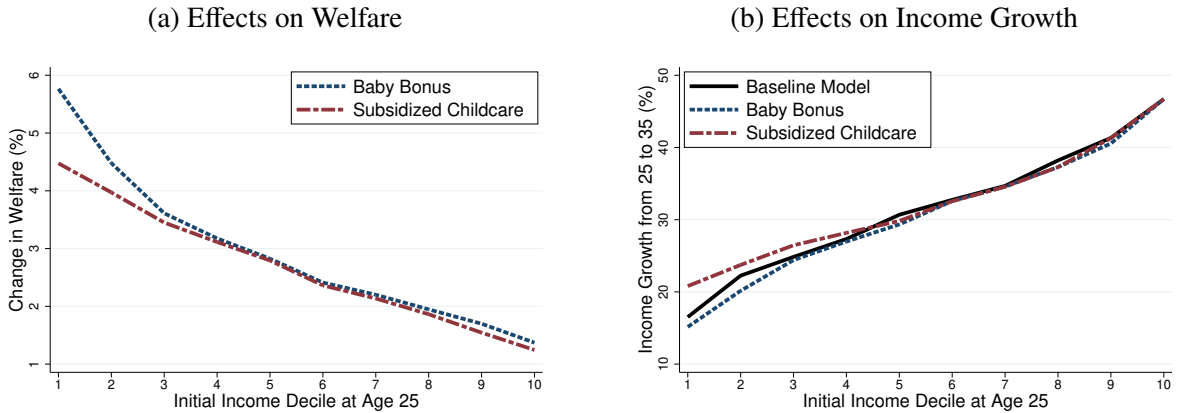 (a) Effects on Welfare
Change in Welfare (%)
6
5
4
3
2
1
Baby Bonus
Subsidized Childcare
1 2 3 4 5 6 7 8 9 10
Initial Income Decile at Age 25
(b) Effects on Income Growth
Income Growth from 25 to 35 (%)
50
40
30
20
10
Baseline Model
Baby Bonus
Subsidized Childcare
1 2 3 4 5 6 7 8 9 10
Initial Income Decile at Age 25